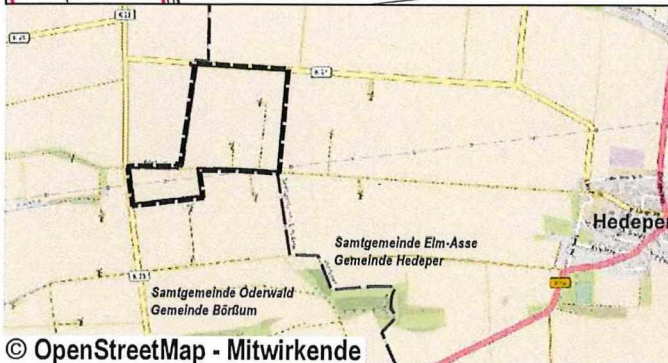 Samtgemeinde Elm-Asse
Gemeinde Hedeper
Hedeper
Samtgemeinde Oderwald
Gemeinde Börßum
© OpenStreetMap - Mitwirkende